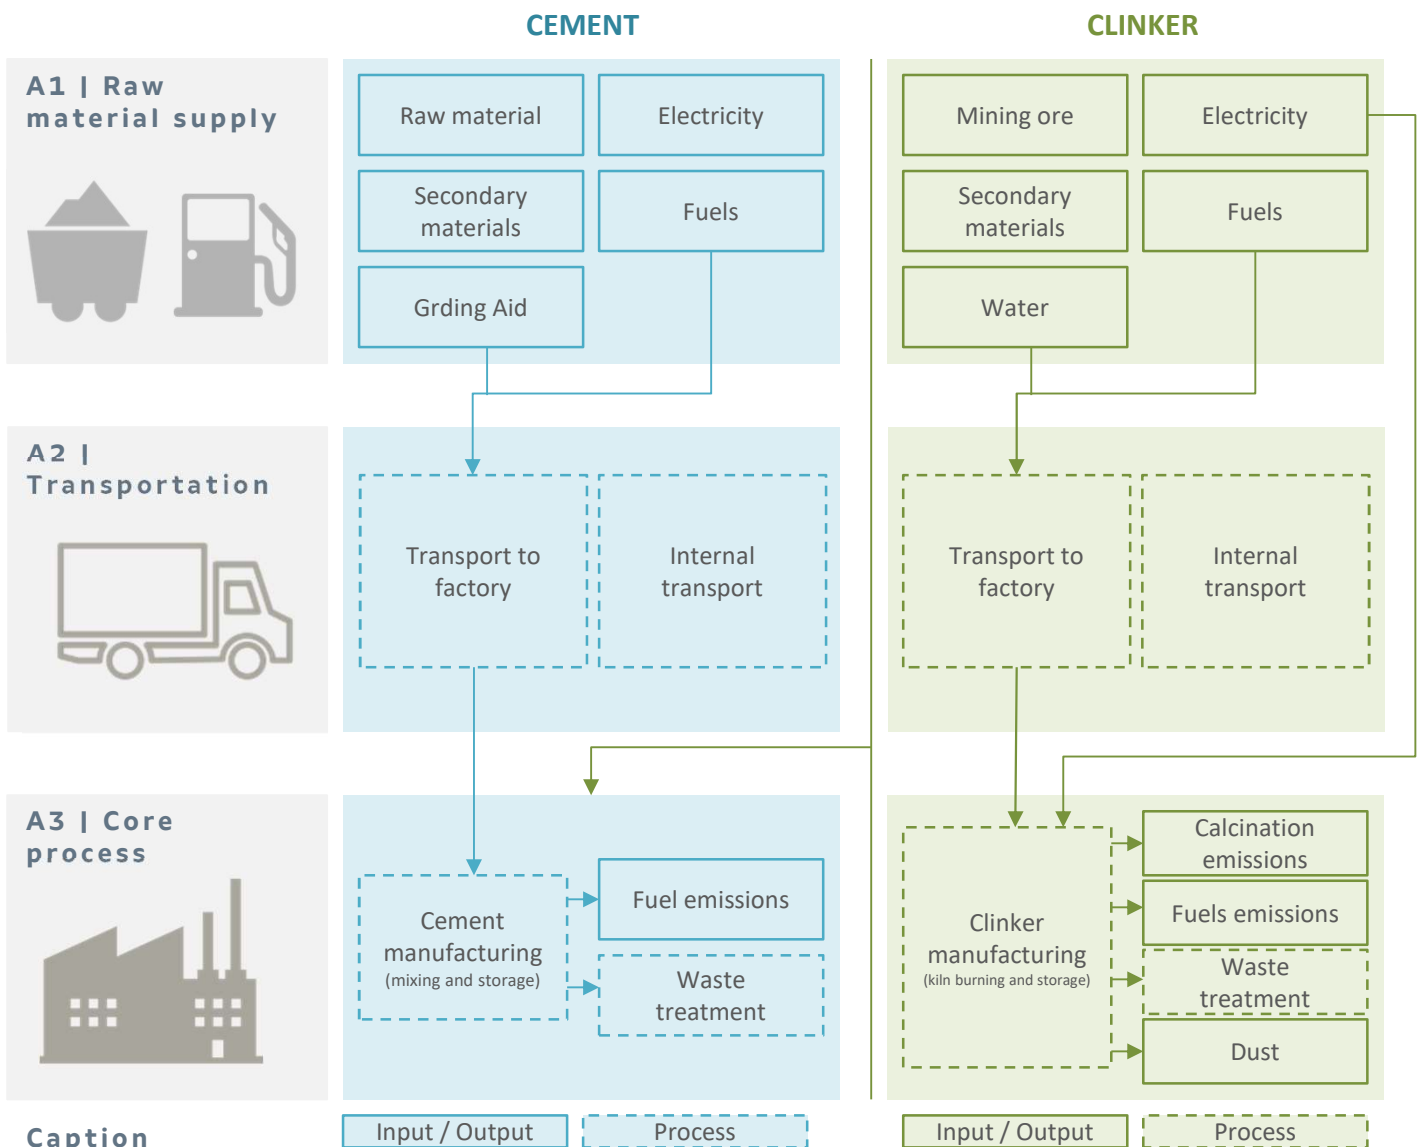 CEMENT
CLINKER
A1 | Raw
material supply
Raw material
Electricity
Secondary
materials
Fuels
Grding Aid
Mining ore
Electricity
Secondary
materials
Fuels
Water
A2 |
Transportation
Transport to
factory
Internal
transport
Transport to
factory
Internal
transport
A3 | Core
process
Cement
manufacturing
(mixing and storage)
Fuel emissions
Waste
treatment
Clinker
manufacturing
(kiln burning and storage)
Calcination
emissions
Fuels emissions
Waste
treatment
Dust
Caption
Input / Output
Process
Input / Output
Process